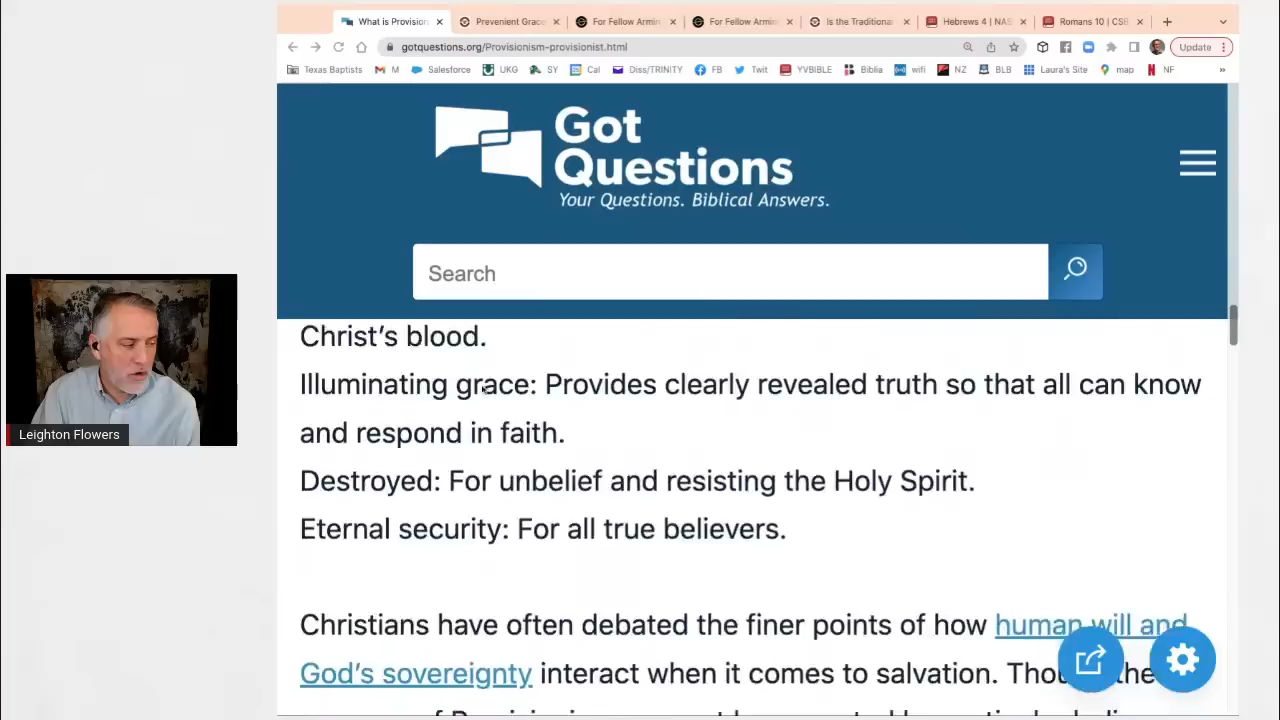 What is Provision
Prevenient Grace
For Fellow Armin
For Fellow Armin
Is the Traditiona
Hebrews 4 | NAS
Romans 10 | CSB
gotquestions.org/Provisionism-provisionist.html
Update
Texas Baptists
M
Salesforce
UKG
SY
Cal
Diss/TRINITY
FB
Twit
YVBIBLE
Biblia
wifi
NZ
BLB
Laura's Site
map
NF
»
Got
Questions
Your Questions. Biblical Answers.
Search
Christ's blood.
Illuminating grace: Provides clearly revealed truth so that all can know
and respond in faith.
Destroyed: For unbelief and resisting the Holy Spirit.
Eternal security: For all true believers.
Christians have often debated the finer points of how human will and
God's sovereignty interact when it comes to salvation.
Leighton Flowers